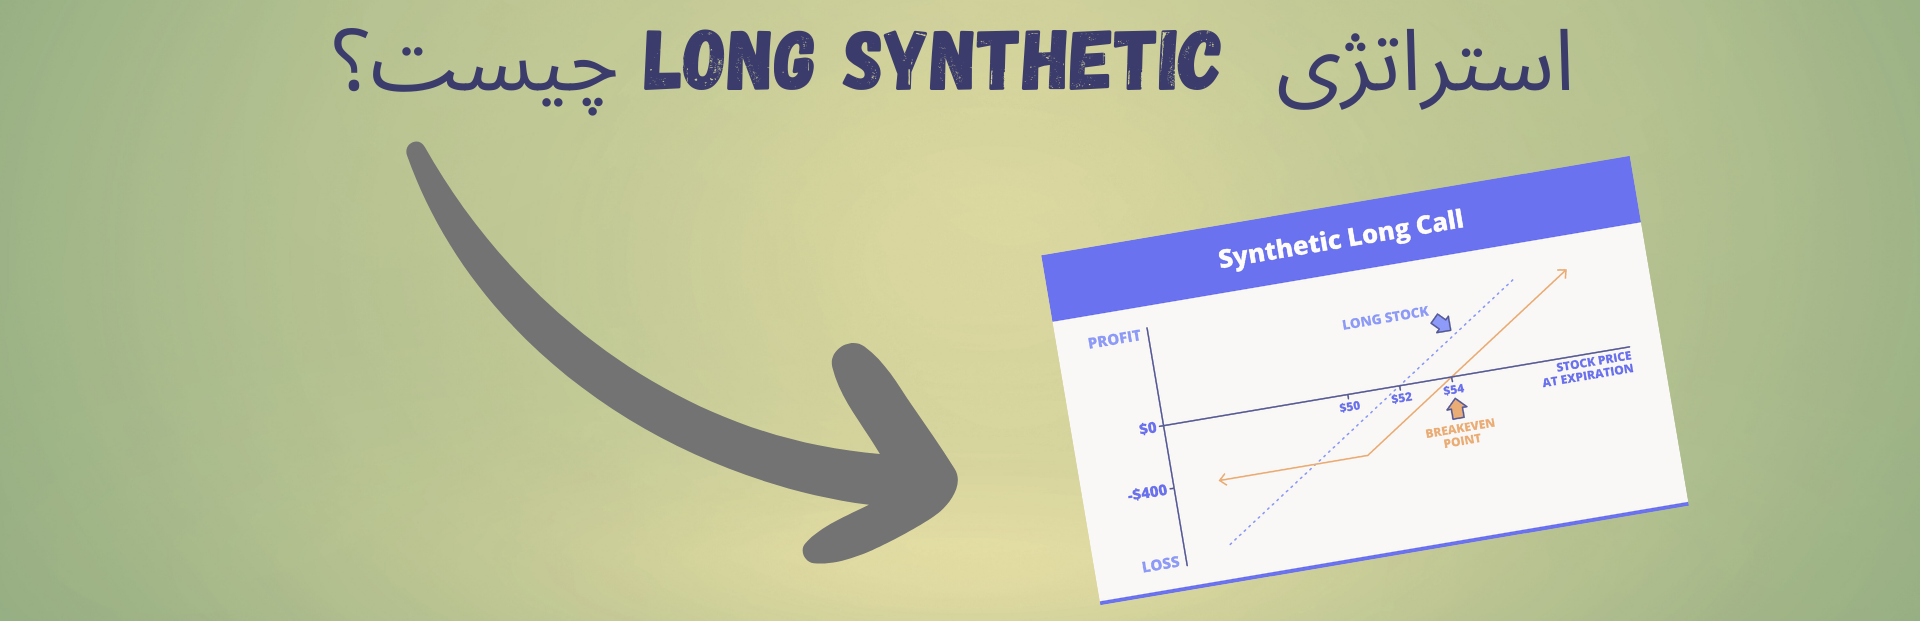 استراتژی LONG SYNTHETIC چیست؟
Synthetic Long Call
PROFIT
LONG STOCK
STOCK PRICE
AT EXPIRATION
$50
$52
$54
$0
BREAKEVEN
POINT
-$400
LOSS